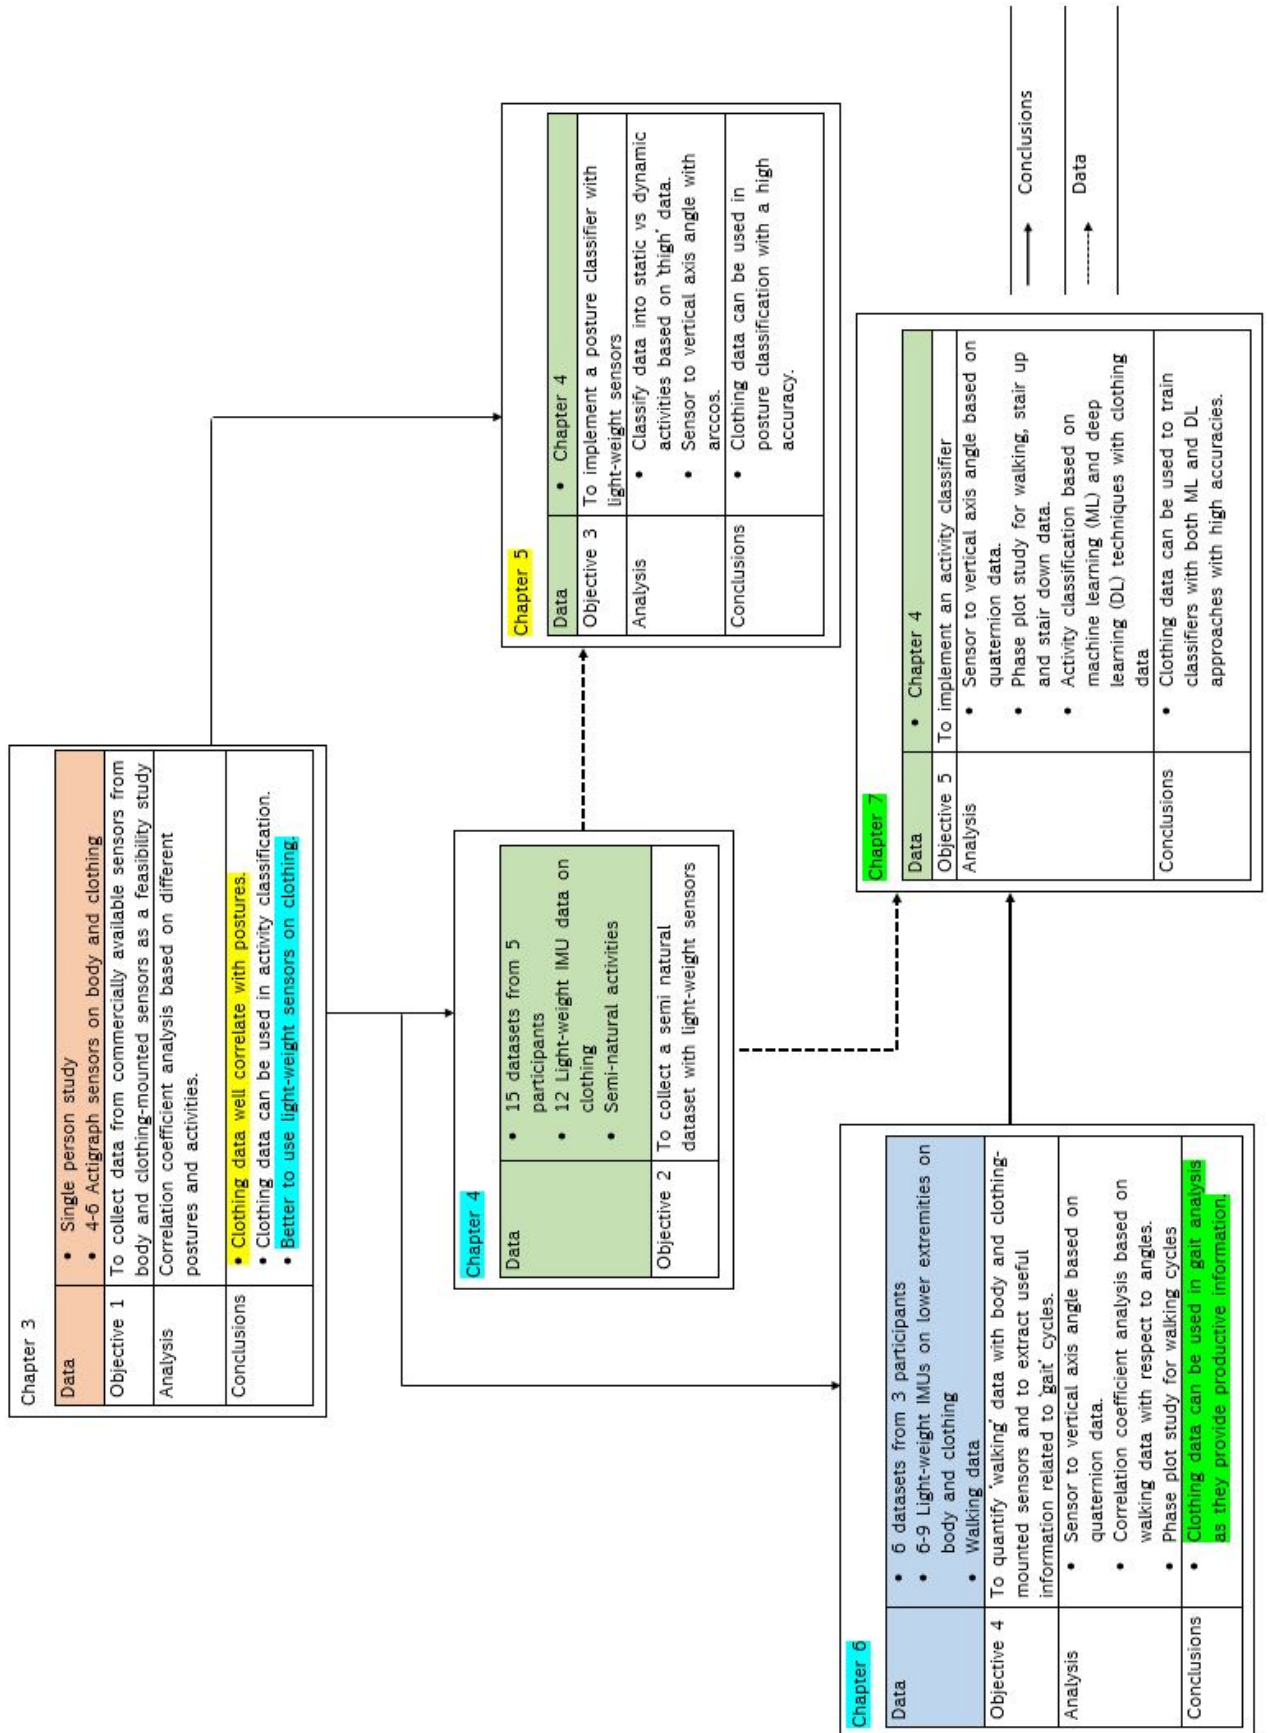 Chapter 3
Data
• Single person study
• 4-6 Actigraph sensors on body and clothing
Objective 1
To collect data from commercially available sensors from
body and clothing-mounted sensors as a feasibility study
Analysis
Correlation coefficient analysis based on different
postures and activities.
Conclusions
• Clothing data well correlate with postures.
• Clothing data can be used in activity classification.
• Better to use light-weight sensors on clothing.
Chapter 4
Data
• 15 datasets from 5
participants
• 12 Light-weight IMU data on
clothing
• Semi-natural activities
Objective 2
To collect a semi natural
dataset with light-weight sensors
Chapter 5
Data
• Chapter 4
Objective 3
To implement a posture classifier with
light-weight sensors
Analysis
• Classify data into static vs dynamic
activities based on 'thigh' data.
• Sensor to vertical axis angle with
arccos.
Conclusions
• Clothing data can be used in
posture classification with a high
accuracy.
Chapter 6
Data
• 6 datasets from 3 participants
• 6-9 Light-weight IMUs on lower extremities on
body and clothing
• Walking data
Objective 4
To quantify 'walking' data with body and clothing-
mounted sensors and to extract useful
information related to 'gait' cycles.
Analysis
• Sensor to vertical axis angle based on
quaternion data.
• Correlation coefficient analysis based on
walking data with respect to angles.
• Phase plot study for walking cycles
Conclusions
• Clothing data can be used in gait analysis
as they provide productive information.
Chapter 7
Data
• Chapter 4
Objective 5
To implement an activity classifier
Analysis
• Sensor to vertical axis angle based on
quaternion data.
• Phase plot study for walking, stair up
and stair down data.
• Activity classification based on
machine learning (ML) and deep
learning (DL) techniques with clothing
data
Conclusions
• Clothing data can be used to train
classifiers with both ML and DL
approaches with high accuracies.
Conclusions
Data